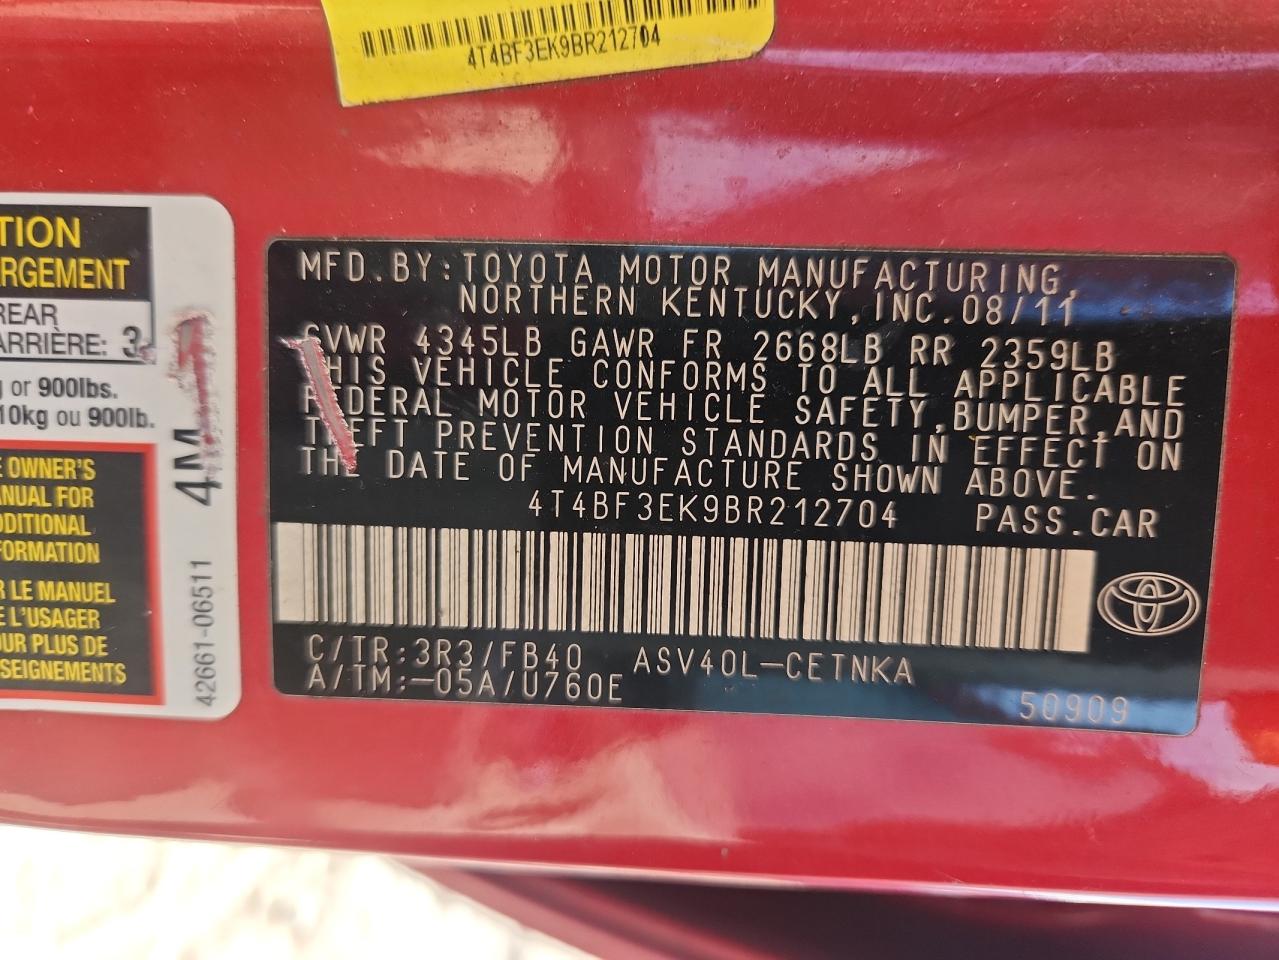 4T4BF3EK9BR212704
TION
ARGEMENT
REAR
ARRIÈRE: 3
g or 900lbs.
10kg ou 900lb.
E OWNER'S
ANUAL FOR
DDITIONAL
FORMATION
R LE MANUEL
E L'USAGER
OUR PLUS DE
SEIGNEMENTS
4M
42661-06511
MFD.BY:TOYOTA MOTOR MANUFACTURING,
NORTHERN KENTUCKY,INC.08/11
GVWR 4345LB GAWR FR 2668LB RR 2359LB
THIS VEHICLE CONFORMS TO ALL APPLICABLE
FEDERAL MOTOR VEHICLE SAFETY,BUMPER,AND
THEFT PREVENTION STANDARDS IN EFFECT ON
THE DATE OF MANUFACTURE SHOWN ABOVE.
4T4BF3EK9BR212704 PASS.CAR
C/TR:3R3/FB40 ASV40L-CETNKA
A/TM:-05A/U760E
50909